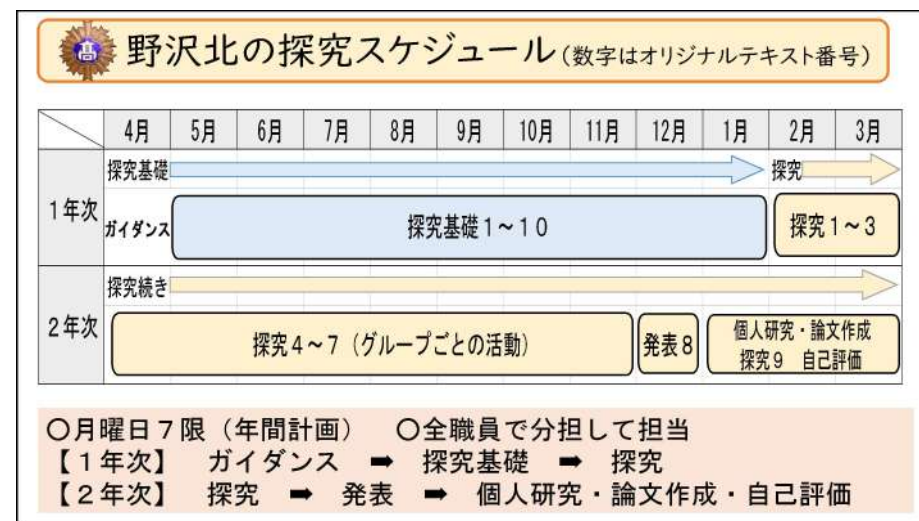 高
野沢北の探究スケジュール(数字はオリジナルテキスト番号)
4月 5月 6月 7月 8月 9月 10月 11月 12月 1月 2月 3月
1年次
探究基礎 探究
ガイダンス 探究基礎1~10 探究1~3
2年次
探究続き
探究4~7(グループごとの活動) 発表8 個人研究・論文作成
探究9 自己評価
○月曜日7限(年間計画) ○全職員で分担して担当
【1年次】 ガイダンス ➡ 探究基礎 ➡ 探究
【2年次】 探究 ➡ 発表 ➡ 個人研究・論文作成・自己評価